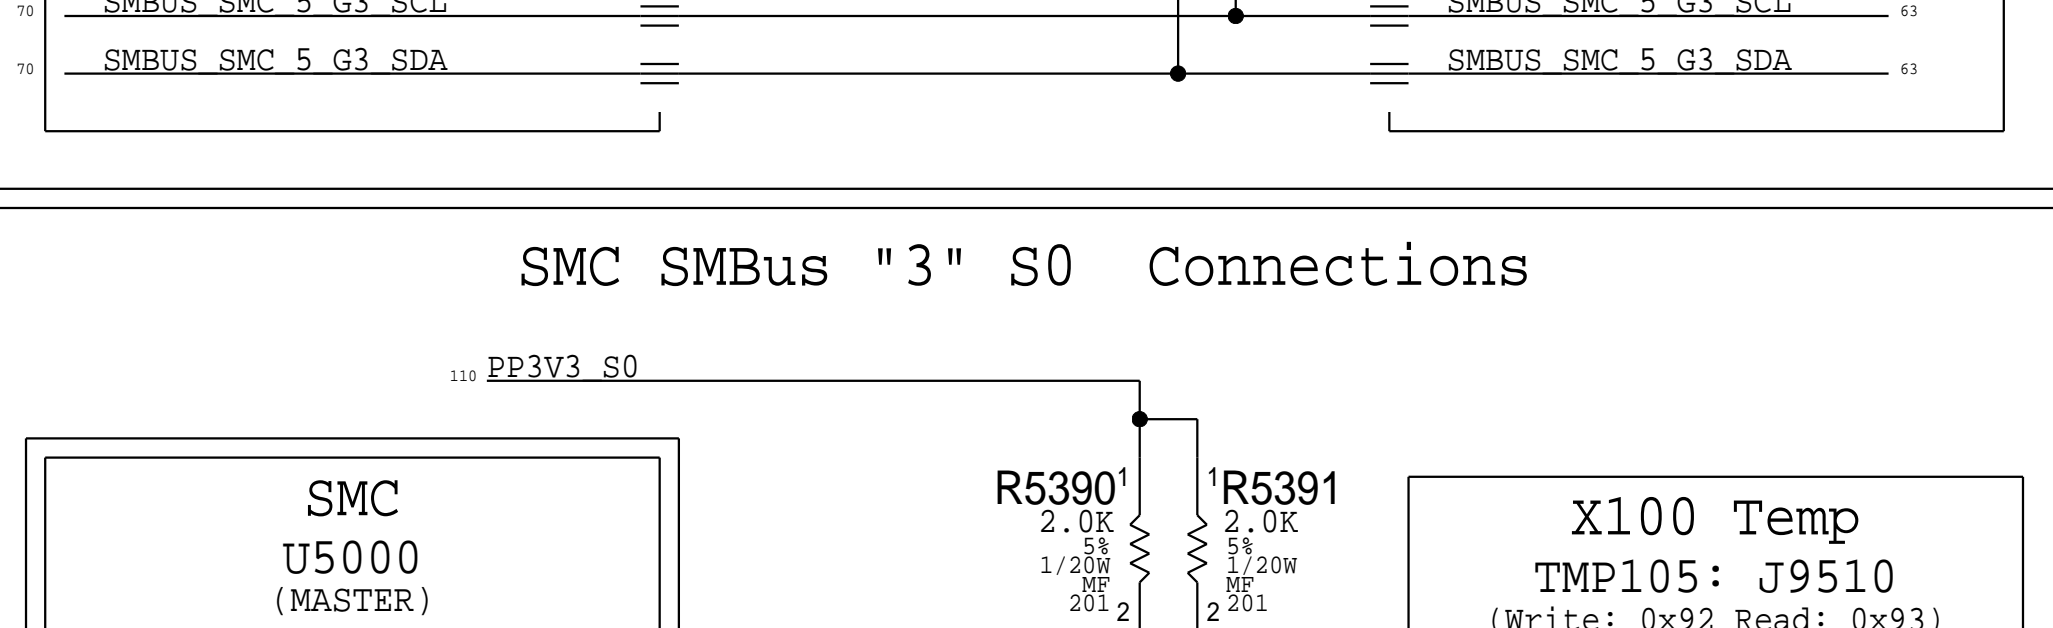 70 SMBUS_SMC_5_G3_SCL SMBUS_SMC_5_G3_SCL 63
70 SMBUS_SMC_5_G3_SDA SMBUS_SMC_5_G3_SDA 63
SMC SMBus "3" S0 Connections
110 PP3V3_S0
SMC
U5000
(MASTER)
R5390 1
2.0K
5%
1/20W
MF
201
2
1 R5391
2.0K
5%
1/20W
MF
201
2
X100 Temp
TMP105: J9510
(Write: 0x92 Read: 0x93)